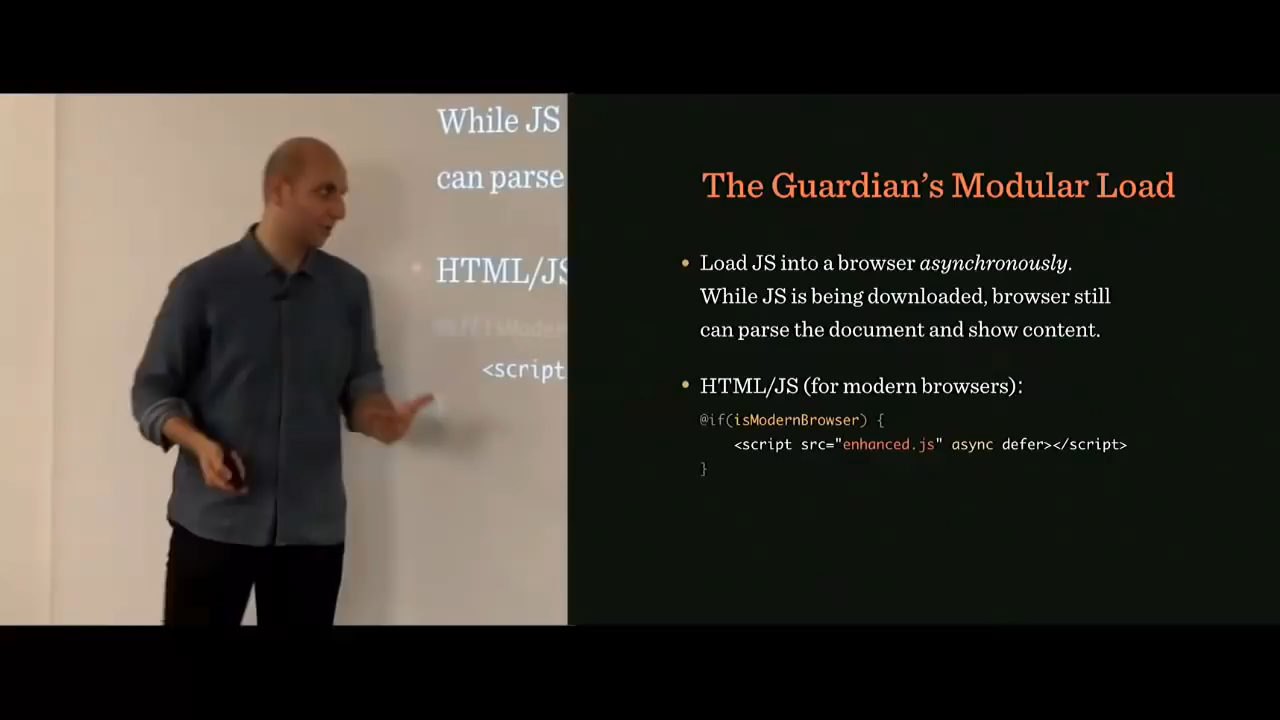 While JS
can parse
HTML/JS
<script
The Guardian’s Modular Load
• Load JS into a browser asynchronously.
While JS is being downloaded, browser still
can parse the document and show content.
• HTML/JS (for modern browsers):
@if(isModernBrowser) {
<script src="enhanced.js" async defer></script>
}